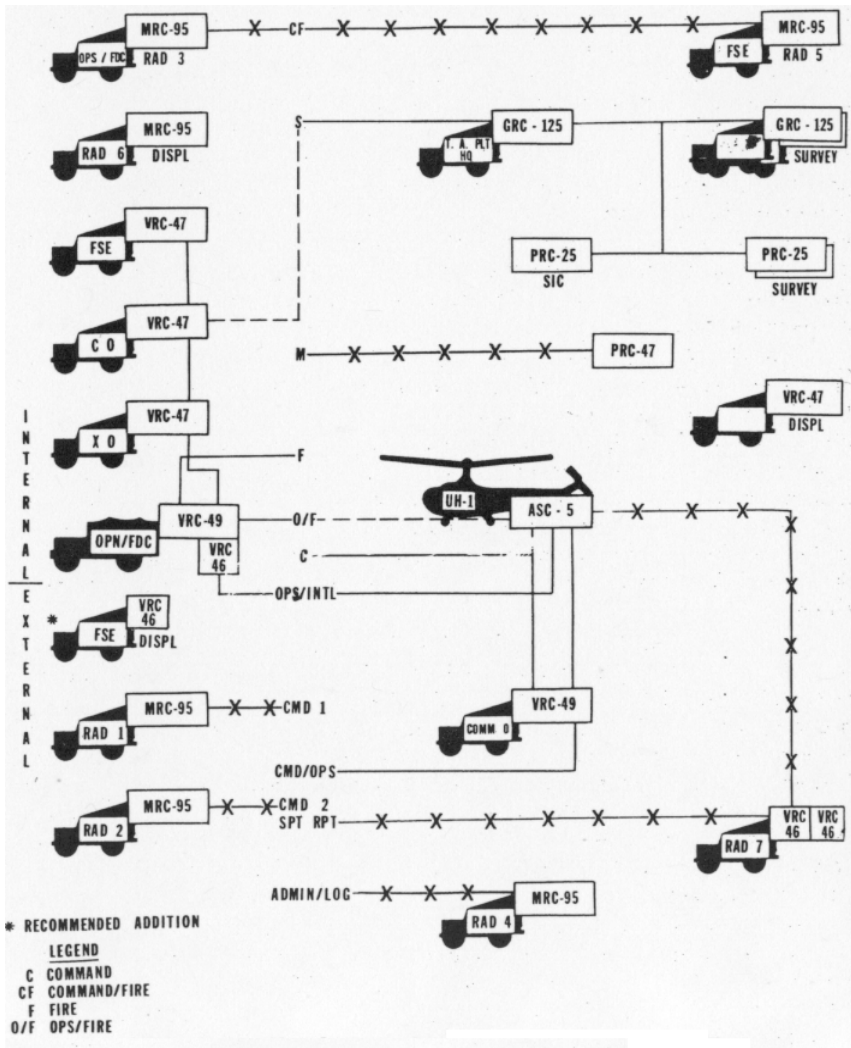 MRC-95
OPS / FDC
RAD 3
CF
MRC-95
FSE
RAD 5
MRC-95
RAD 6
DISPL
S
GRC - 125
T. A. PLT
HQ
GRC - 125
SURVEY
VRC-47
FSE
PRC-25
SIC
PRC-25
SURVEY
VRC-47
C O
M
PRC-47
VRC-47
X O
VRC-47
DISPL
F
INTERNAL
VRC-49
OPN/FDC
VRC
46
O/F
UH-1
ASC - 5
C
OPS/INTL
EXTERNAL
*
VRC
46
FSE
DISPL
MRC-95
RAD 1
CMD 1
VRC-49
COMM O
CMD/OPS
MRC-95
RAD 2
CMD 2
SPT RPT
VRC
46
VRC
46
RAD 7
ADMIN/LOG
MRC-95
RAD 4
* RECOMMENDED ADDITION
LEGEND
C COMMAND
CF COMMAND/FIRE
F FIRE
O/F OPS/FIRE